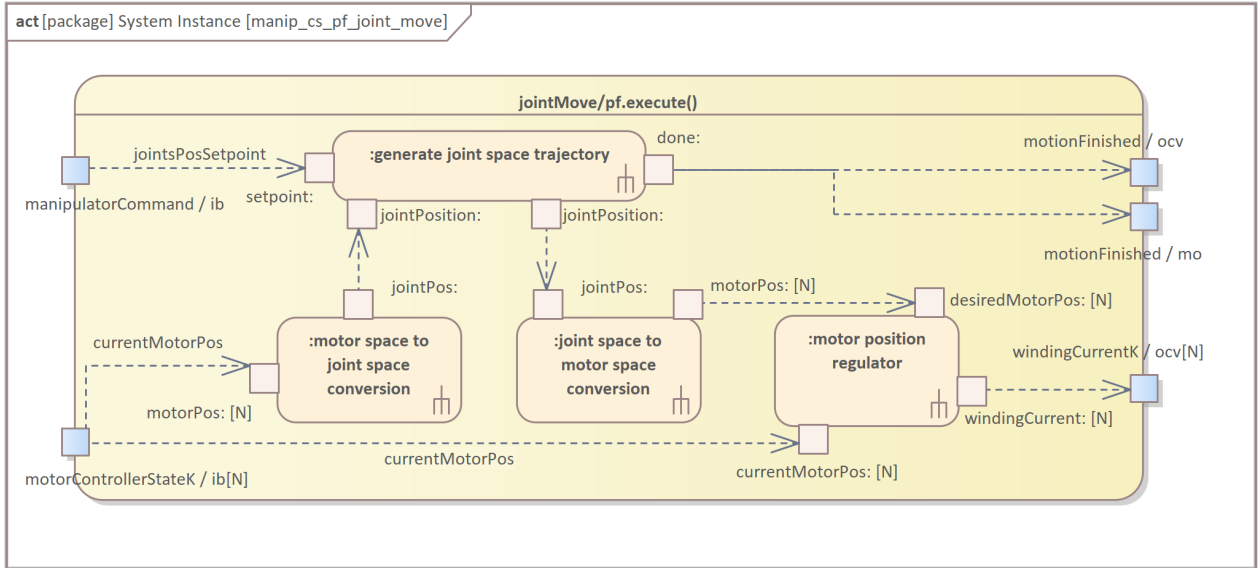 act [package] System Instance [manip_cs_pf_joint_move]
jointMove/pf.execute()
jointsPosSetpoint
manipulatorCommand / ib
setpoint:
:generate joint space trajectory
done:
motionFinished / ocv
motionFinished / mo
jointPosition:
jointPosition:
jointPos:
jointPos:
motorPos: [N]
desiredMotorPos: [N]
currentMotorPos
motorPos: [N]
:motor space to
joint space
conversion
:joint space to
motor space
conversion
:motor position
regulator
windingCurrentK / ocv[N]
windingCurrent: [N]
currentMotorPos
currentMotorPos: [N]
motorControllerStateK / ib[N]